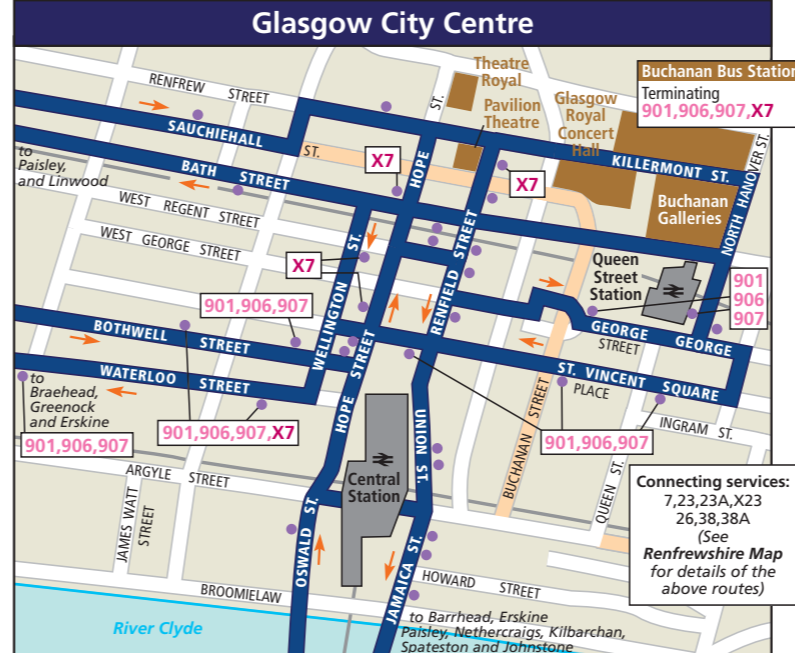 Glasgow City Centre
Theatre
Royal
Buchanan Bus Station
Terminating
901,906,907,X7
RENFREW STREET
ST.
Pavilion
Theatre
Glasgow
Royal
Concert
Hall
SAUCHIEHALL
ST.
to
Paisley,
and Linwood
BATH STREET
X7
HOPE
X7
KILLERMONT ST.
NORTH HANOVER ST.
Buchanan
Galleries
WEST REGENT STREET
WEST GEORGE STREET
ST.
X7
RENFIELD STREET
Queen
Street
Station
901
906
907
901,906,907
WELLINGTON
BOTHWELL STREET
HOPE STREET
GEORGE
STREET
GEORGE
WATERLOO STREET
ST. VINCENT SQUARE
PLACE
to
Braehead,
Greenock
and Erskine
901,906,907
901,906,907,X7
UNION ST.
BUCHANAN STREET
901,906,907
INGRAM ST.
QUEEN ST.
ARGYLE STREET
Central
Station
JAMES WATT
STREET
OSWALD ST.
JAMAICA ST.
HOWARD STREET
BROOMIELAW
River Clyde
to Barrhead, Erskine
Paisley, Nethercraigs, Kilbarchan,
Spateston and Johnstone
Connecting services:
7,23,23A,X23
26,38,38A
(See
Renfrewshire Map
for details of the
above routes)